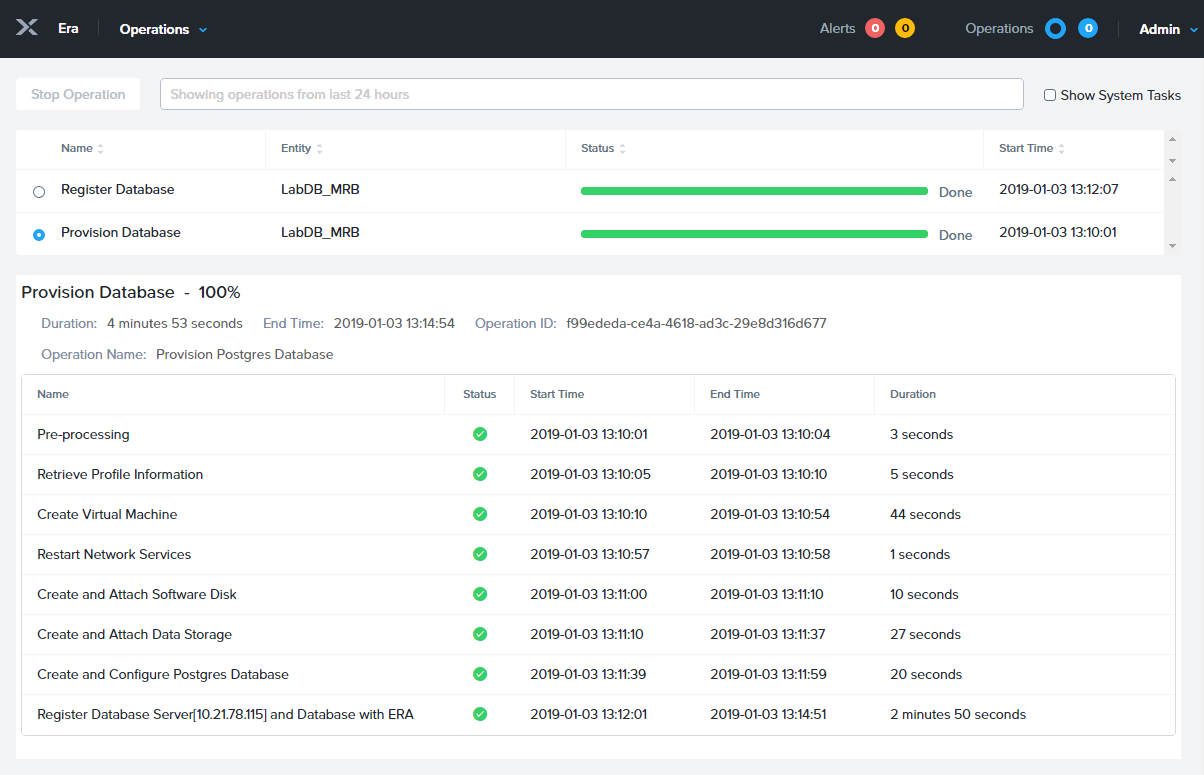 Era Operations Alerts 0 0 Operations 0 Admin
Stop Operation Showing operations from last 24 hours Show System Tasks
Name Entity Status Start Time
Register Database LabDB_MRB Done 2019-01-03 13:12:07
Provision Database LabDB_MRB Done 2019-01-03 13:10:01
Provision Database - 100%
Duration: 4 minutes 53 seconds End Time: 2019-01-03 13:14:54 Operation ID: f99ededa-ce4a-4618-ad3c-29e8d316d677
Operation Name: Provision Postgres Database
Name Status Start Time End Time Duration
Pre-processing 2019-01-03 13:10:01 2019-01-03 13:10:04 3 seconds
Retrieve Profile Information 2019-01-03 13:10:05 2019-01-03 13:10:10 5 seconds
Create Virtual Machine 2019-01-03 13:10:10 2019-01-03 13:10:54 44 seconds
Restart Network Services 2019-01-03 13:10:57 2019-01-03 13:10:58 1 seconds
Create and Attach Software Disk 2019-01-03 13:11:00 2019-01-03 13:11:10 10 seconds
Create and Attach Data Storage 2019-01-03 13:11:10 2019-01-03 13:11:37 27 seconds
Create and Configure Postgres Database 2019-01-03 13:11:39 2019-01-03 13:11:59 20 seconds
Register Database Server[10.21.78.115] and Database with ERA 2019-01-03 13:12:01 2019-01-03 13:14:51 2 minutes 50 seconds